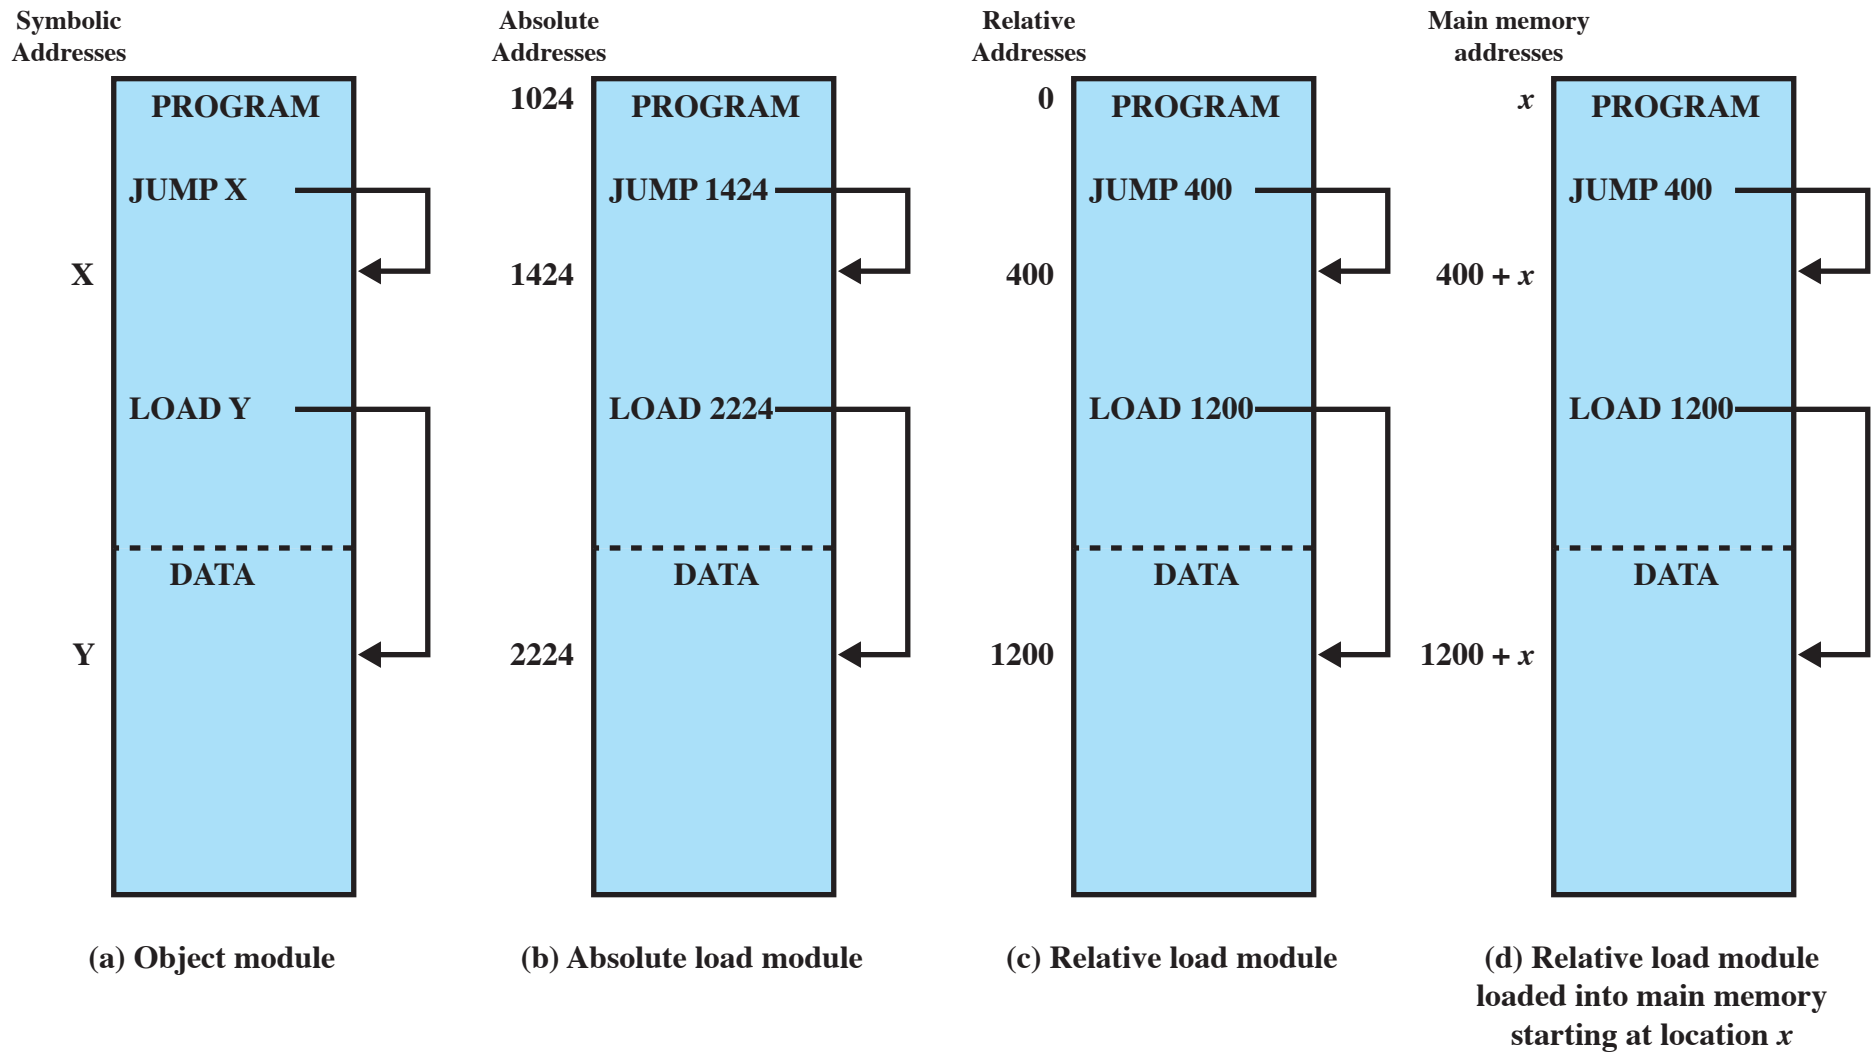 Symbolic
Addresses
PROGRAM
JUMP X
X
LOAD Y
DATA
Y
(a) Object module
Absolute
Addresses
1024
PROGRAM
JUMP 1424
1424
LOAD 2224
DATA
2224
(b) Absolute load module
Relative
Addresses
0
PROGRAM
JUMP 400
400
LOAD 1200
DATA
1200
(c) Relative load module
Main memory
addresses
x
PROGRAM
JUMP 400
400 + x
LOAD 1200
DATA
1200 + x
(d) Relative load module
loaded into main memory
starting at location x